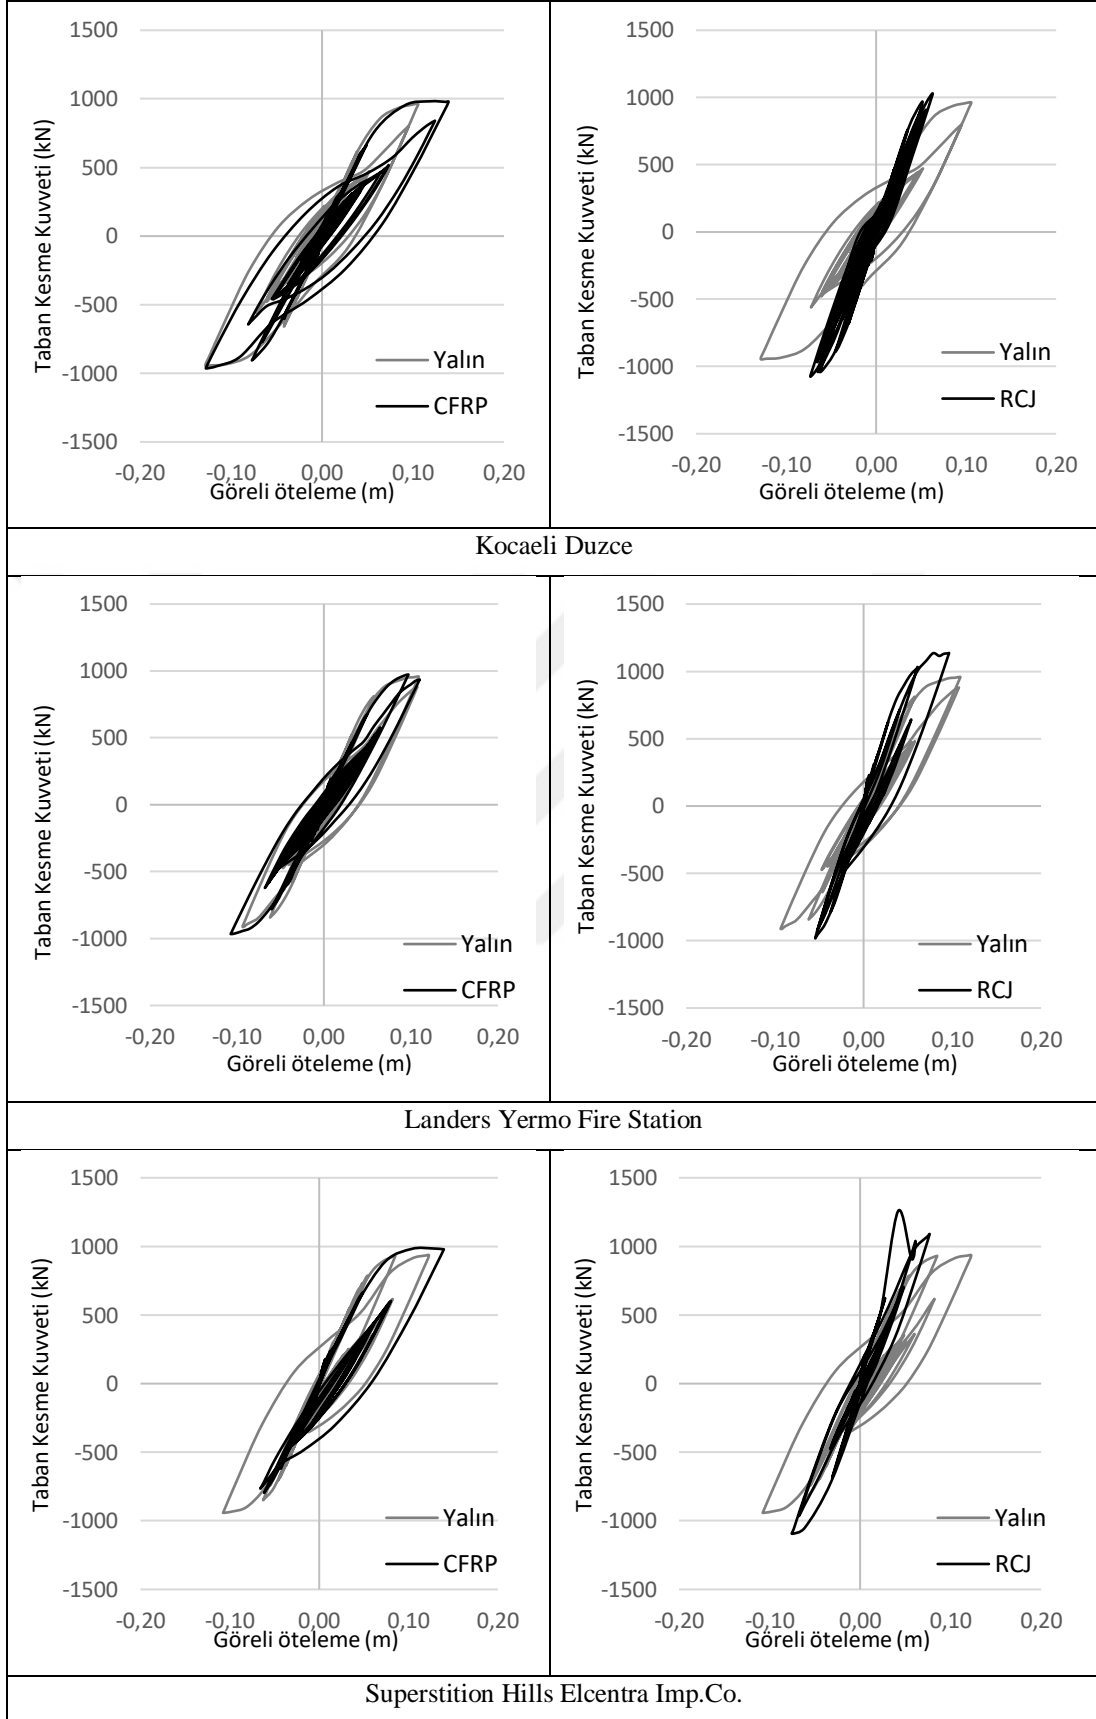 1500
1000
500
0
-500
-1000
-1500
Taban Kesme Kuvveti (kN)
Yalın
CFRP
-0,20 -0,10 0,00 0,10 0,20
Göreli öteleme (m)
1500
1000
500
0
-500
-1000
-1500
Taban Kesme Kuvveti (kN)
Yalın
RCJ
-0,20 -0,10 0,00 0,10 0,20
Göreli öteleme (m)
Kocaeli Duzce
1500
1000
500
0
-500
-1000
-1500
Taban Kesme Kuvveti (kN)
Yalın
CFRP
-0,20 -0,10 0,00 0,10 0,20
Göreli öteleme (m)
1500
1000
500
0
-500
-1000
-1500
Taban Kesme Kuvveti (kN)
Yalın
RCJ
-0,20 -0,10 0,00 0,10 0,20
Göreli öteleme (m)
Landers Yermo Fire Station
1500
1000
500
0
-500
-1000
-1500
Taban Kesme Kuvveti (kN)
Yalın
CFRP
-0,20 -0,10 0,00 0,10 0,20
Göreli öteleme (m)
1500
1000
500
0
-500
-1000
-1500
Taban Kesme Kuvveti (kN)
Yalın
RCJ
-0,20 -0,10 0,00 0,10 0,20
Göreli öteleme (m)
Superstition Hills Elcentra Imp.Co.